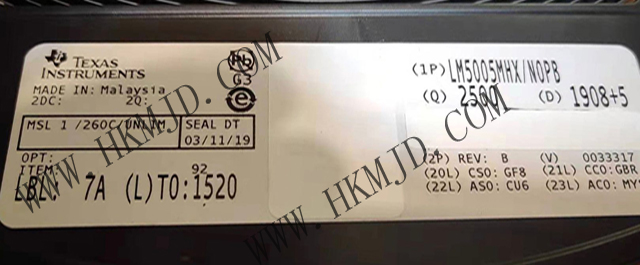 TEXAS
INSTRUMENTS
MADE IN: Malaysia
2DC: 2Q:
Pb
G3
e
MSL 1 /260C/UNLIM
SEAL DT
03/11/19
OPT:
ITEM: 92
LBL: 7A (L)TO:1520
(1P) LM5005MHX/NOPB
(Q) 2500 (D) 1908+5
(2P) REV: B (V) 0033317
(20L) CSO: GF8 (21L) CCO:GBR
(22L) ASO: CU6 (23L) ACO: MY
WWW.HKMJD.COM
WWW.HKMJD.COM
WWW.HKMJD.COM